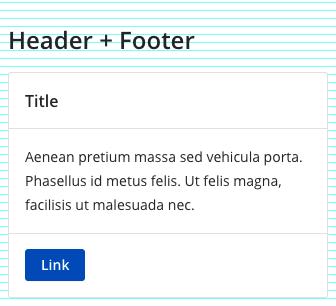 Header + Footer
Title
Aenean pretium massa sed vehicula porta.
Phasellus id metus felis. Ut felis magna,
facilisis ut malesuada nec.
Link